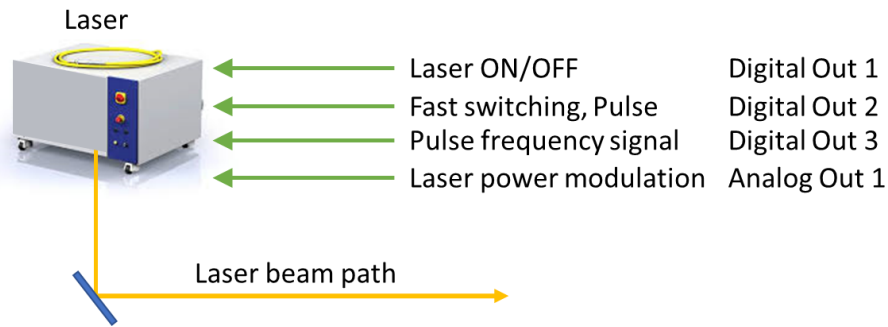 Laser
Laser ON/OFF Digital Out 1
Fast switching, Pulse Digital Out 2
Pulse frequency signal Digital Out 3
Laser power modulation Analog Out 1
Laser beam path